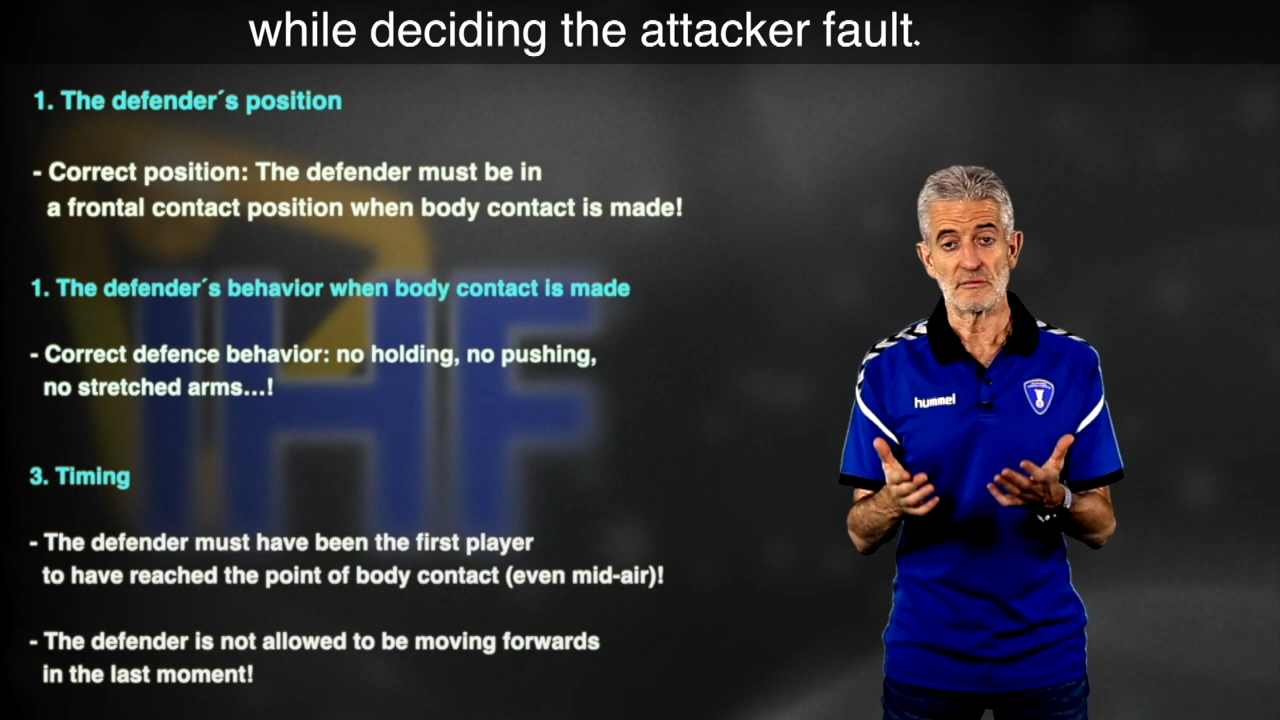 while deciding the attacker fault.
1. The defender´s position
- Correct position: The defender must be in
a frontal contact position when body contact is made!
1. The defender´s behavior when body contact is made
- Correct defence behavior: no holding, no pushing,
no stretched arms...!
3. Timing
- The defender must have been the first player
to have reached the point of body contact (even mid-air)!
- The defender is not allowed to be moving forwards
in the last moment!
IHF
hummel